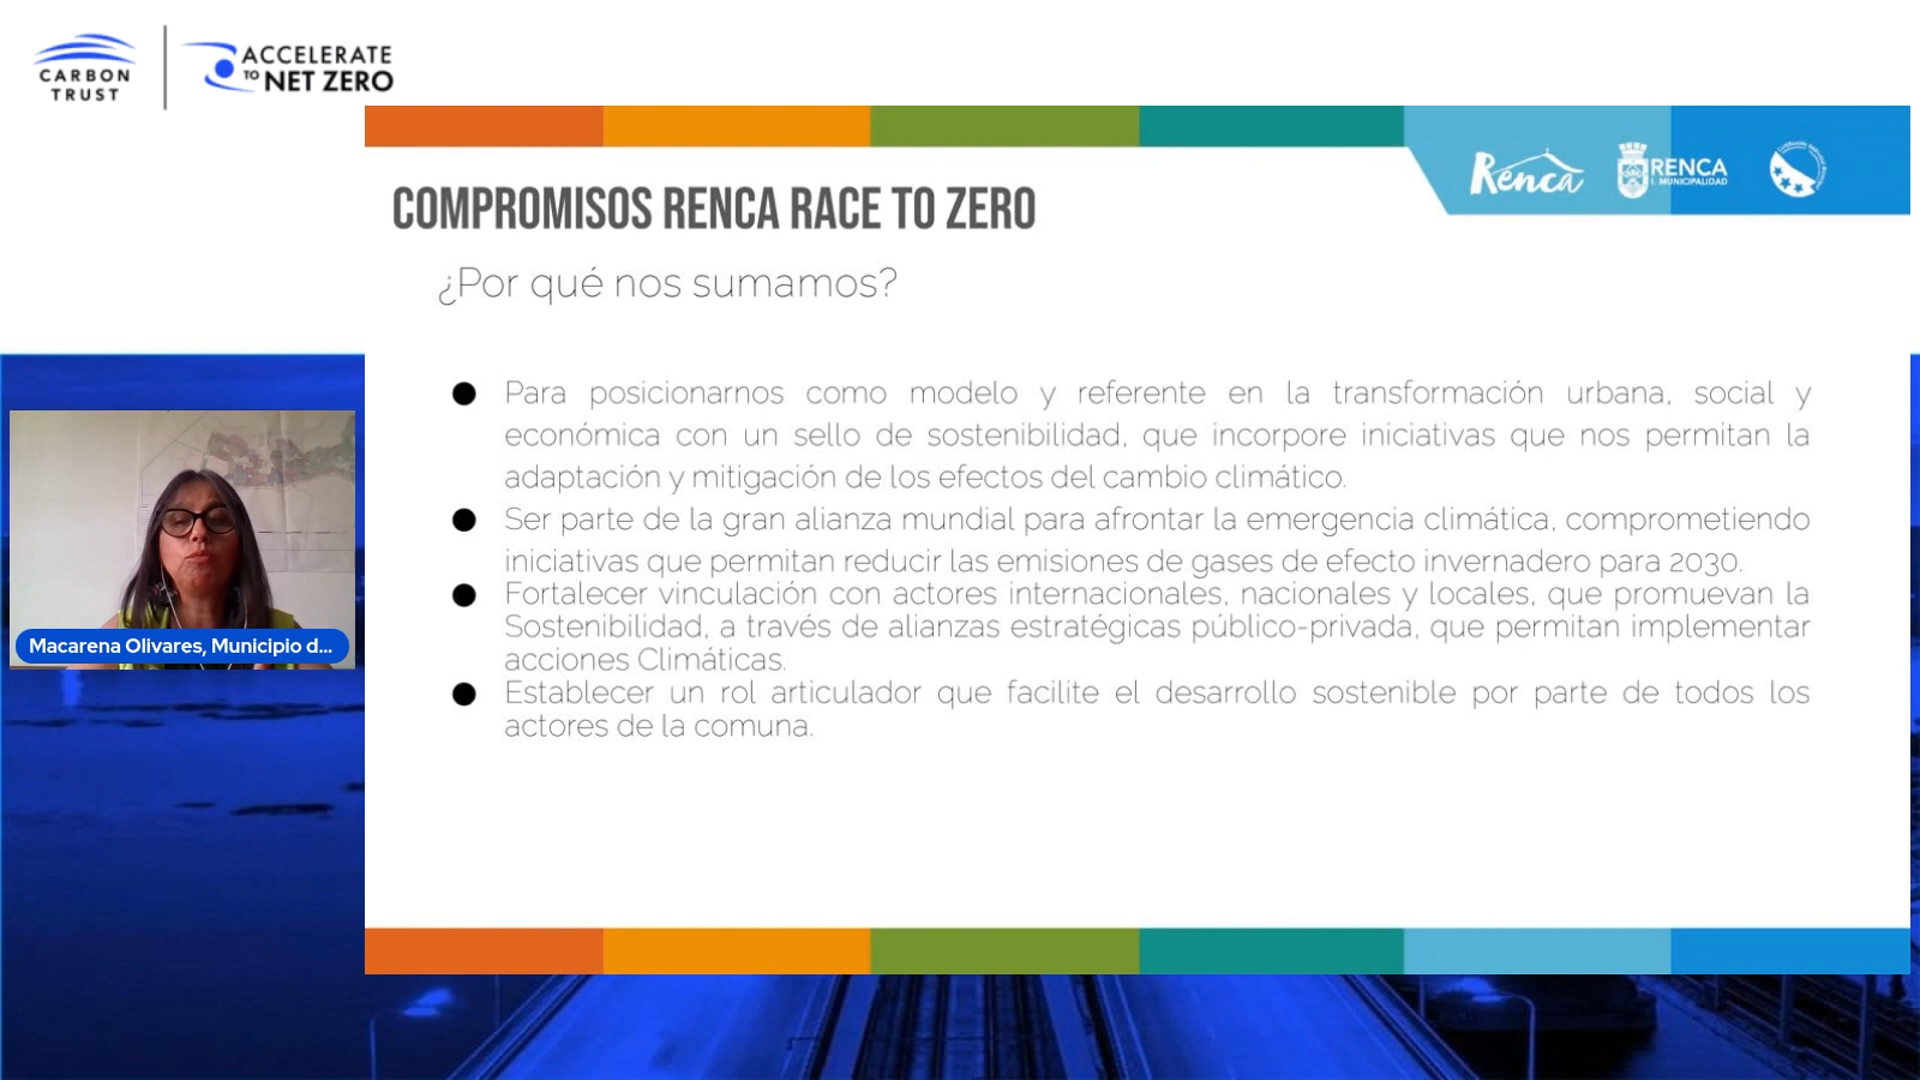 CARBON
TRUST
ACCELERATE
TO NET ZERO
Renca
RENCA
I. MUNICIPALIDAD
COMPROMISOS RENCA RACE TO ZERO
¿Por qué nos sumamos?
● Para posicionarnos como modelo y referente en la transformación urbana, social y
económica con un sello de sostenibilidad, que incorpore iniciativas que nos permitan la
adaptación y mitigación de los efectos del cambio climático.
● Ser parte de la gran alianza mundial para afrontar la emergencia climática, comprometiendo
iniciativas que permitan reducir las emisiones de gases de efecto invernadero para 2030.
● Fortalecer vinculación con actores internacionales, nacionales y locales, que promuevan la
Sostenibilidad, a través de alianzas estratégicas público-privada, que permitan implementar
acciones Climáticas.
● Establecer un rol articulador que facilite el desarrollo sostenible por parte de todos los
actores de la comuna.
Macarena Olivares, Municipio d...